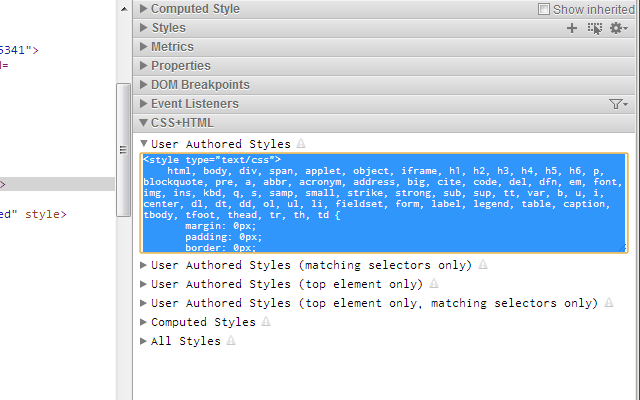 Computed Style
Show inherited
Styles
5341">
Metrics
=
Properties
DOM Breakpoints
Event Listeners
CSS+HTML
User Authored Styles
<style type="text/css">
html, body, div, span, applet, object, iframe, h1, h2, h3, h4, h5, h6, p,
blockquote, pre, a, abbr, acronym, address, big, cite, code, del, dfn, em, font,
img, ins, kbd, q, s, samp, small, strike, strong, sub, sup, tt, var, b, u, i,
center, dl, dt, dd, ol, ul, li, fieldset, form, label, legend, table, caption,
tbody, tfoot, thead, tr, th, td {
margin: 0px;
padding: 0px;
border: 0px;
>
ed" style>
User Authored Styles (matching selectors only)
User Authored Styles (top element only)
User Authored Styles (top element only, matching selectors only)
Computed Styles
All Styles